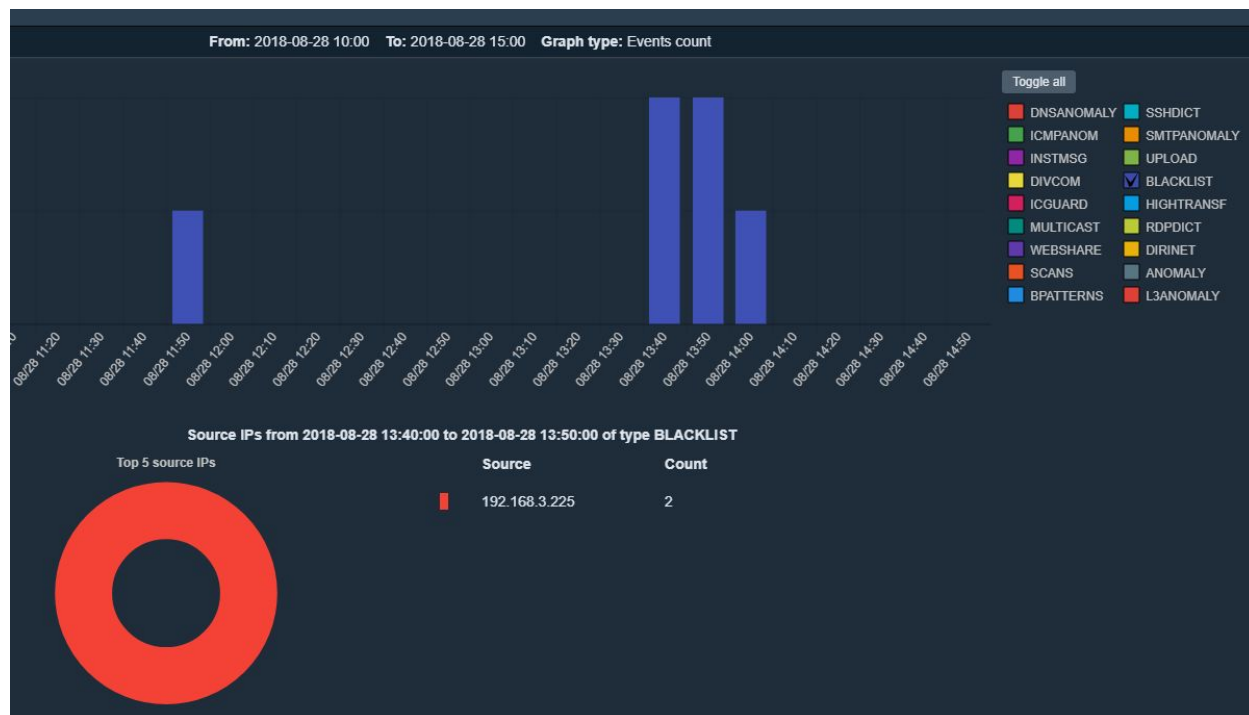 From: 2018-08-28 10:00 To: 2018-08-28 15:00 Graph type: Events count
Toggle all
DNSANOMALY SSHDICT
ICMPANOM SMTPANOMALY
INSTMSG UPLOAD
DIVCOM BLACKLIST
ICGUARD HIGHTRANSF
MULTICAST RDPDICT
WEBSHARE DIRINET
SCANS ANOMALY
BPATTERNS L3ANOMALY
08/28 11:20
08/28 11:30
08/28 11:40
08/28 11:50
08/28 12:00
08/28 12:10
08/28 12:20
08/28 12:30
08/28 12:40
08/28 12:50
08/28 13:00
08/28 13:10
08/28 13:20
08/28 13:30
08/28 13:40
08/28 13:50
08/28 14:00
08/28 14:10
08/28 14:20
08/28 14:30
08/28 14:40
08/28 14:50
Source IPs from 2018-08-28 13:40:00 to 2018-08-28 13:50:00 of type BLACKLIST
Top 5 source IPs
Source Count
192.168.3.225 2